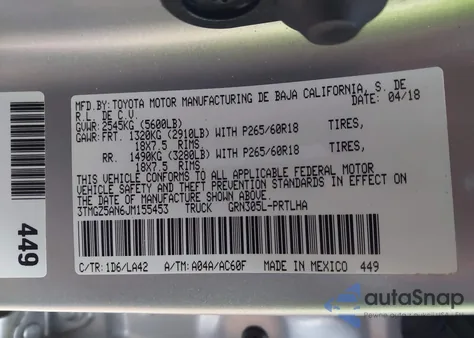 MFD.BY:TOYOTA MOTOR MANUFACTURING DE BAJA CALIFORNIA, S. DE
R.L. DE C.V. DATE: 04/18
GVWR:2545KG (5600LB)
GAWR:FRT. 1320KG (2910LB) WITH P265/60R18 TIRES,
18X7.5 RIMS,
RR. 1490KG (3280LB) WITH P265/60R18 TIRES,
18X7.5 RIMS.
THIS VEHICLE CONFORMS TO ALL APPLICABLE FEDERAL MOTOR
VEHICLE SAFETY AND THEFT PREVENTION STANDARDS IN EFFECT ON
THE DATE OF MANUFACTURE SHOWN ABOVE.
3TMGZ5AN6JM155453 TRUCK GRN305L-PRTLHA
C/TR:1D6/LA42 A/TM:A04A/AC60F MADE IN MEXICO 449
449
autoSnap